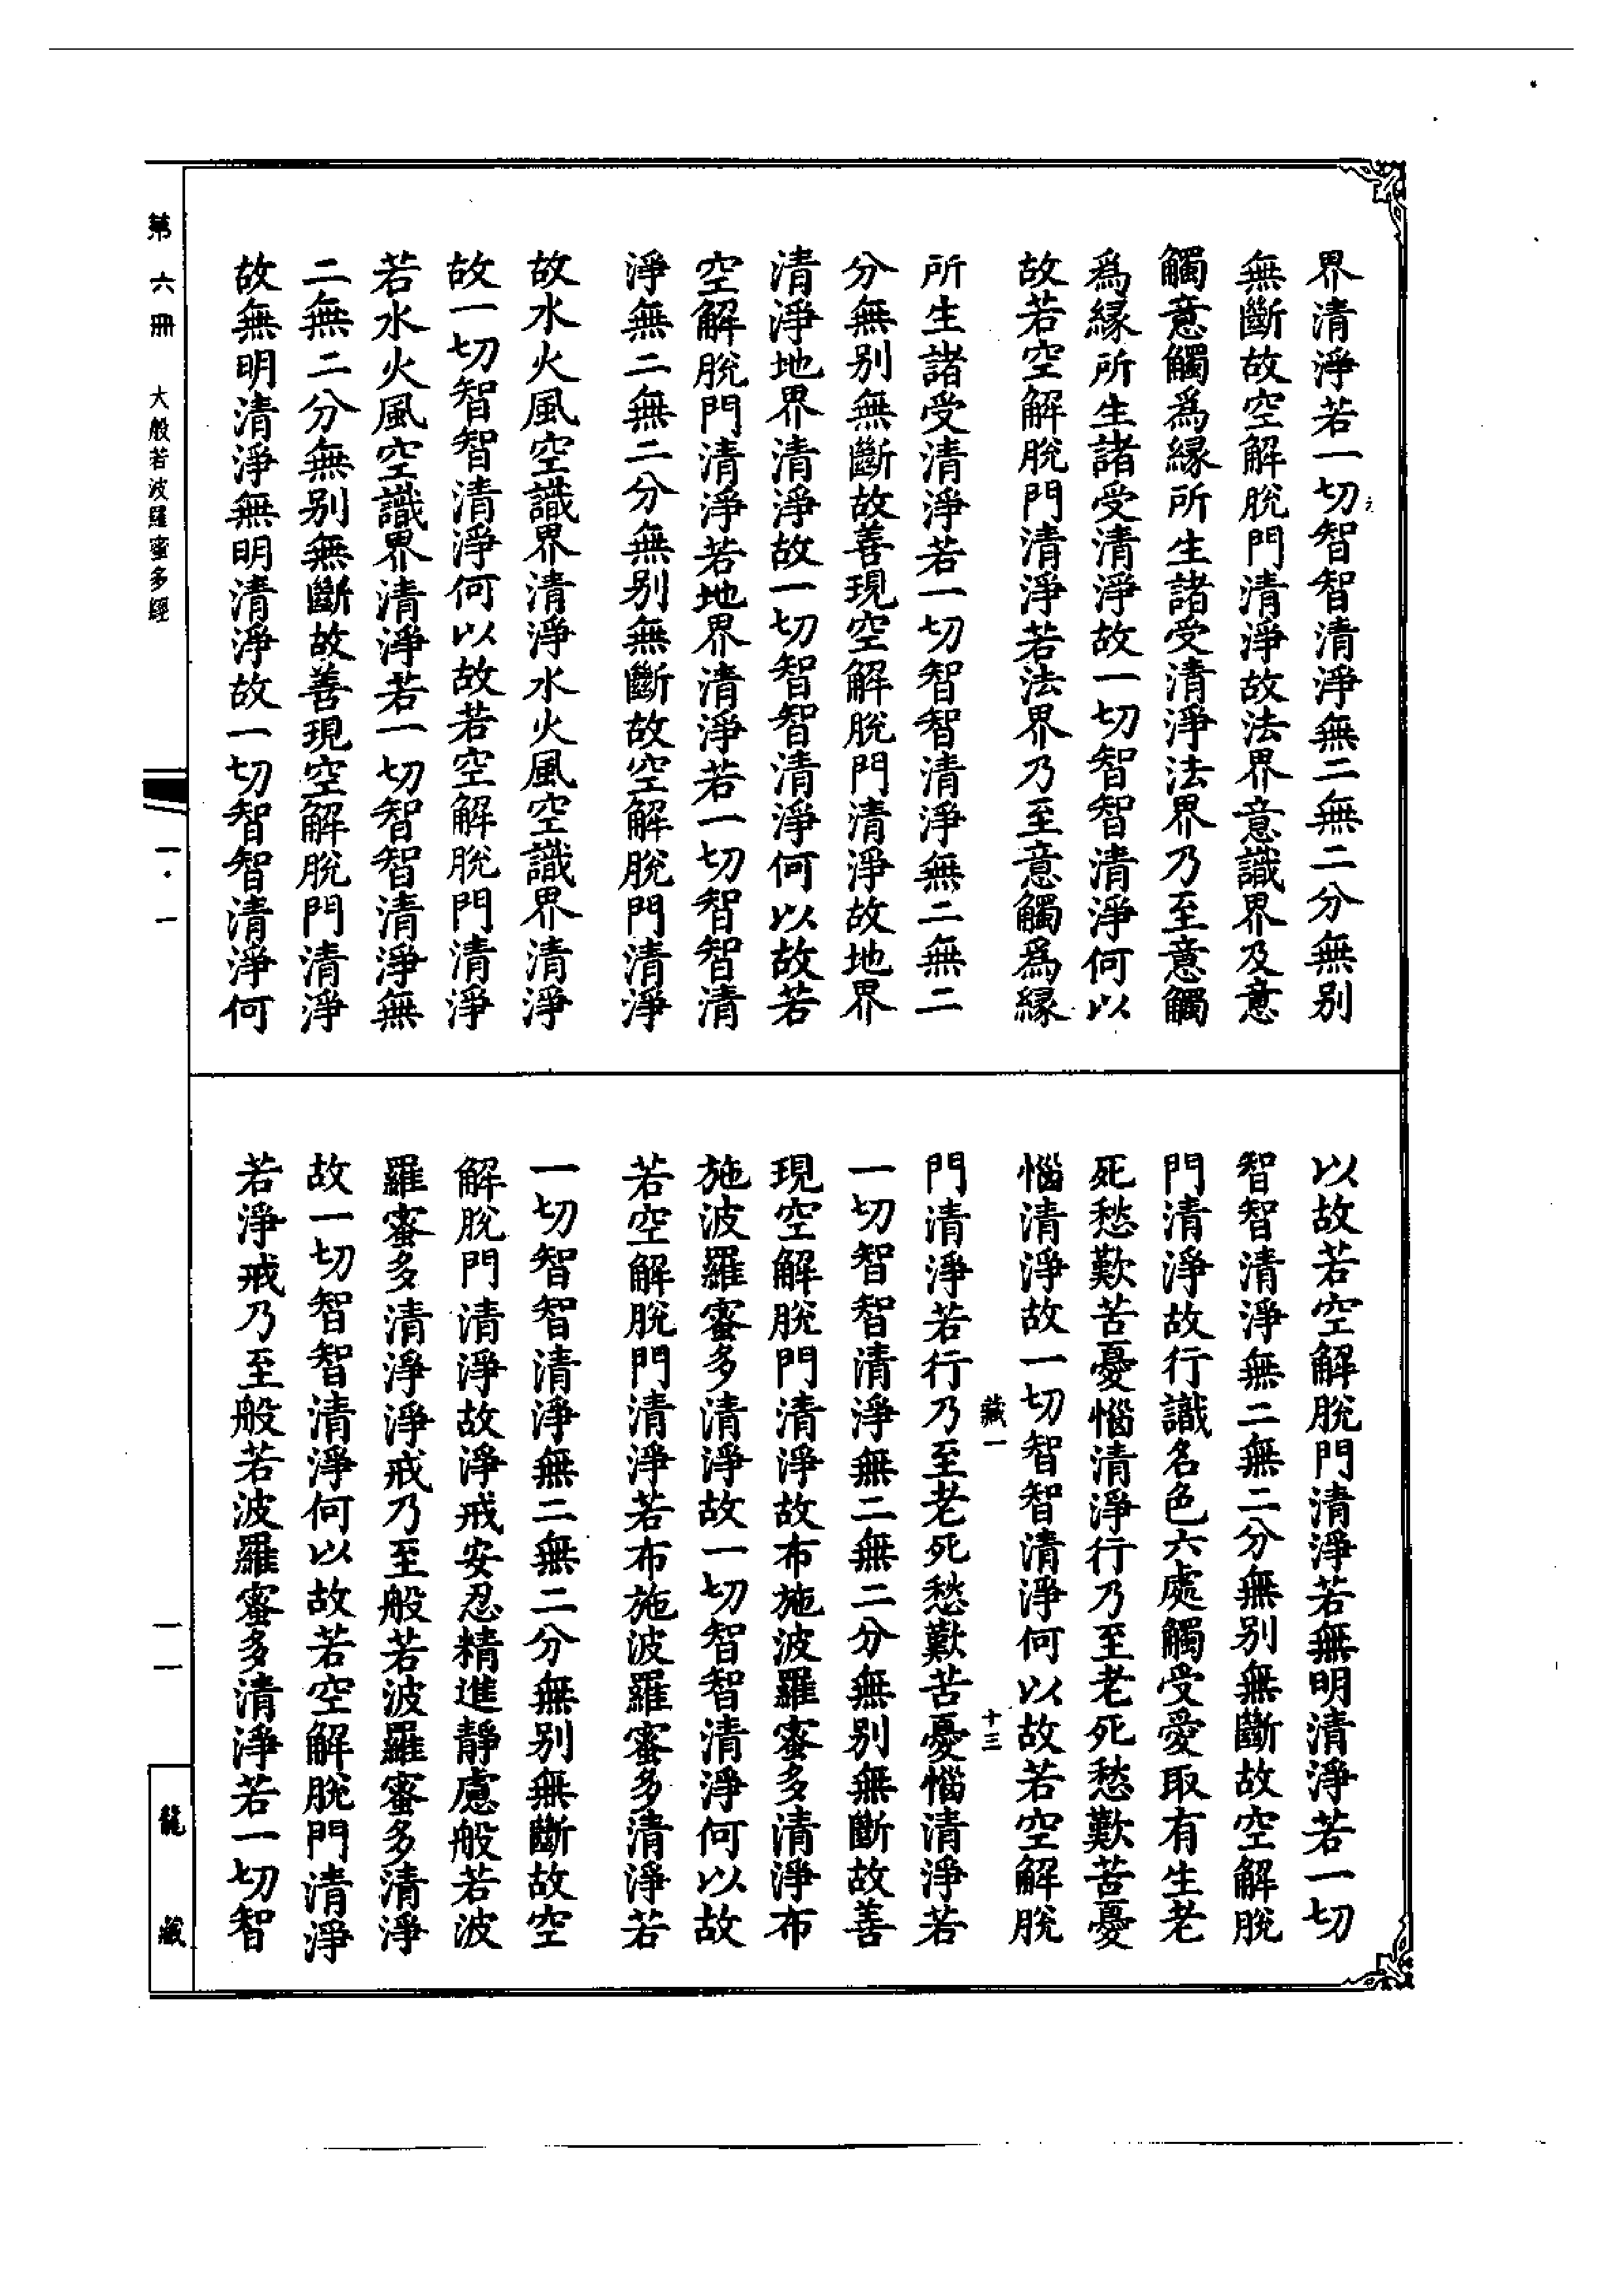 界清淨若一切智智清淨無二無二分無别
無斷故空解脫門清淨故法界意識界及意
觸意觸爲緣所生諸受清淨法界乃至意觸
爲緣所生諸受清淨故一切智智清淨何以
故若空解脫門清淨若法界乃至意觸爲緣
所生諸受清淨若一切智智清淨無二無二
分無别無斷故善現空解脫門清淨故地界
清淨地界清淨故一切智智清淨何以故若
空解脫門清淨若地界清淨若一切智智清
淨無二無二分無别無斷故空解脫門清淨
故水火風空識界清淨水火風空識界清淨
故一切智智清淨何以故若空解脫門清淨
若水火風空識界清淨若一切智智清淨無
二無二分無别無斷故善現空解脫門清淨
故無明清淨無明清淨故一切智智清淨何
以故若空解脫門清淨若無明清淨若一切
智智清淨無二無二分無别無斷故空解脫
門清淨故行識名色六處觸受愛取有生老
死愁歎苦憂惱清淨行乃至老死愁歎苦憂
惱清淨故一切智智清淨何以故若空解脫
藏一
十三
門清淨若行乃至老死愁歎苦憂惱清淨若
一切智智清淨無二無二分無别無斷故善
現空解脫門清淨故布施波羅蜜多清淨布
施波羅蜜多清淨故一切智智清淨何以故
若空解脫門清淨若布施波羅蜜多清淨若
一切智智清淨無二無二分無别無斷故空
解脫門清淨故淨戒安忍精進靜慮般若波
羅蜜多清淨淨戒乃至般若波羅蜜多清淨
故一切智智清淨何以故若空解脫門清淨
若淨戒乃至般若波羅蜜多清淨若一切智
第六冊 大般若波羅蜜多經
一·一
一一
龍藏